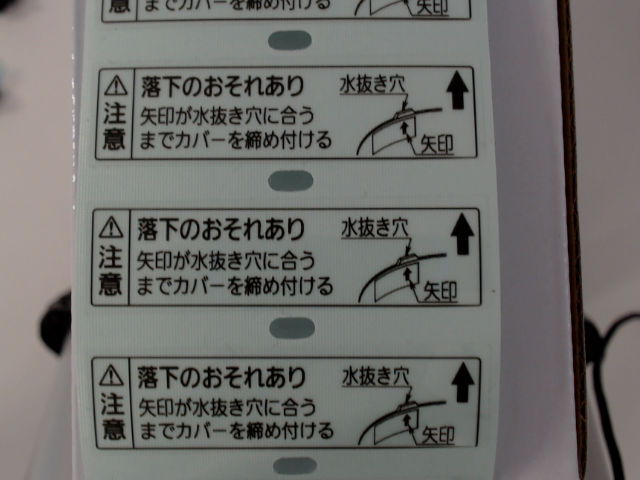 意 までカバーを締め付ける 矢印
注意
落下のおそれあり
矢印が水抜き穴に合う
までカバーを締め付ける
水抜き穴
矢印
注意
落下のおそれあり
矢印が水抜き穴に合う
までカバーを締め付ける
水抜き穴
矢印
注意
落下のおそれあり
矢印が水抜き穴に合う
までカバーを締め付ける
水抜き穴
矢印